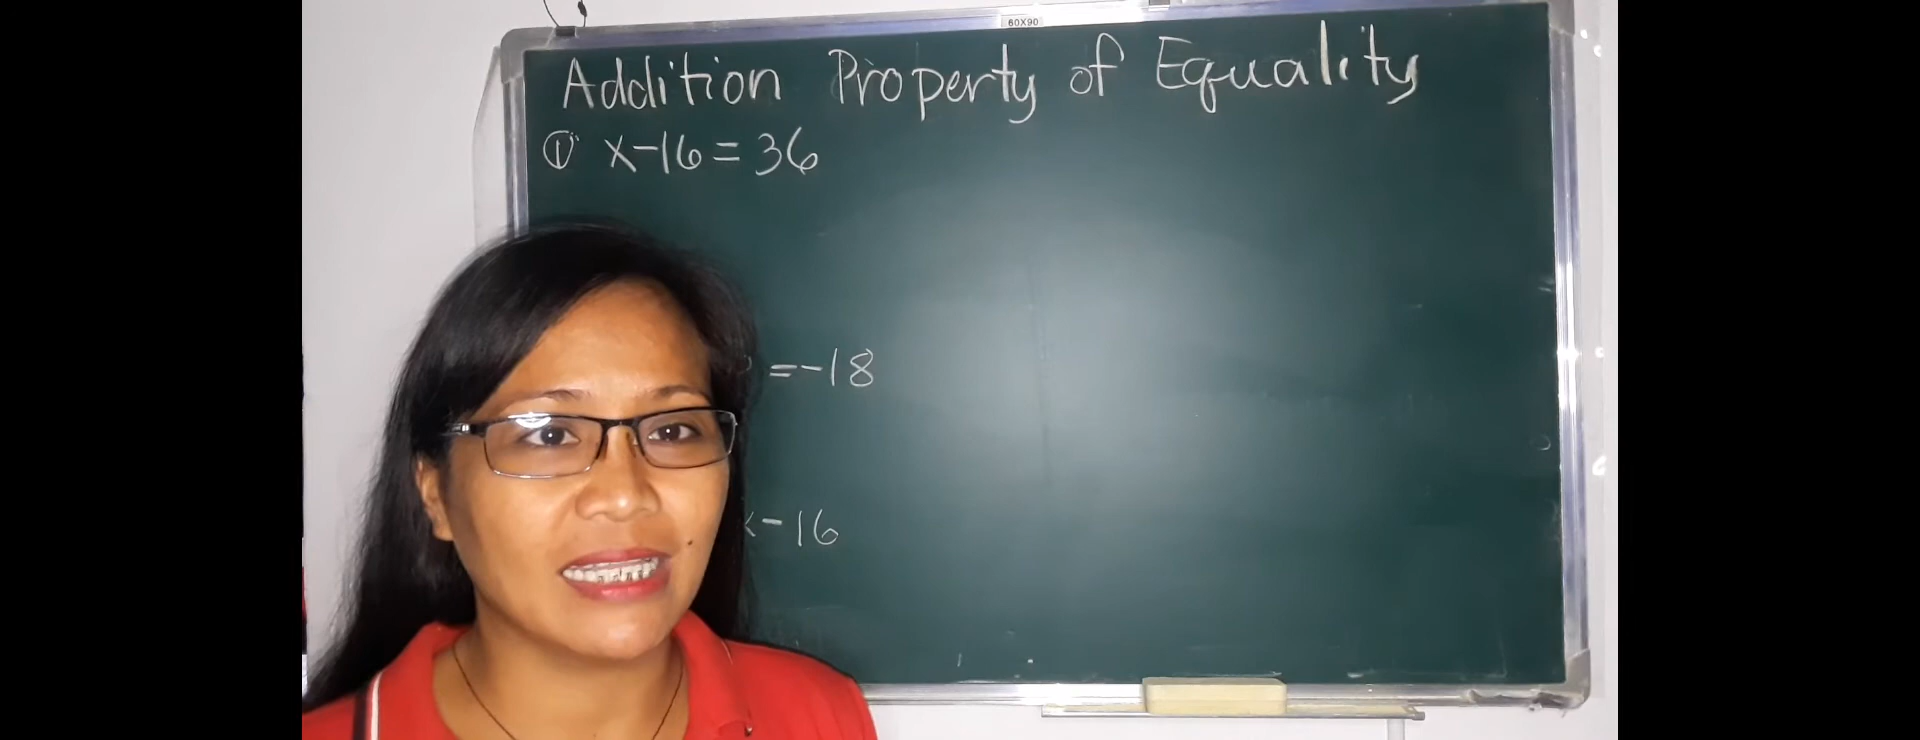 60X90
Addition Property of Equality
① x-16=36
=-18
-16